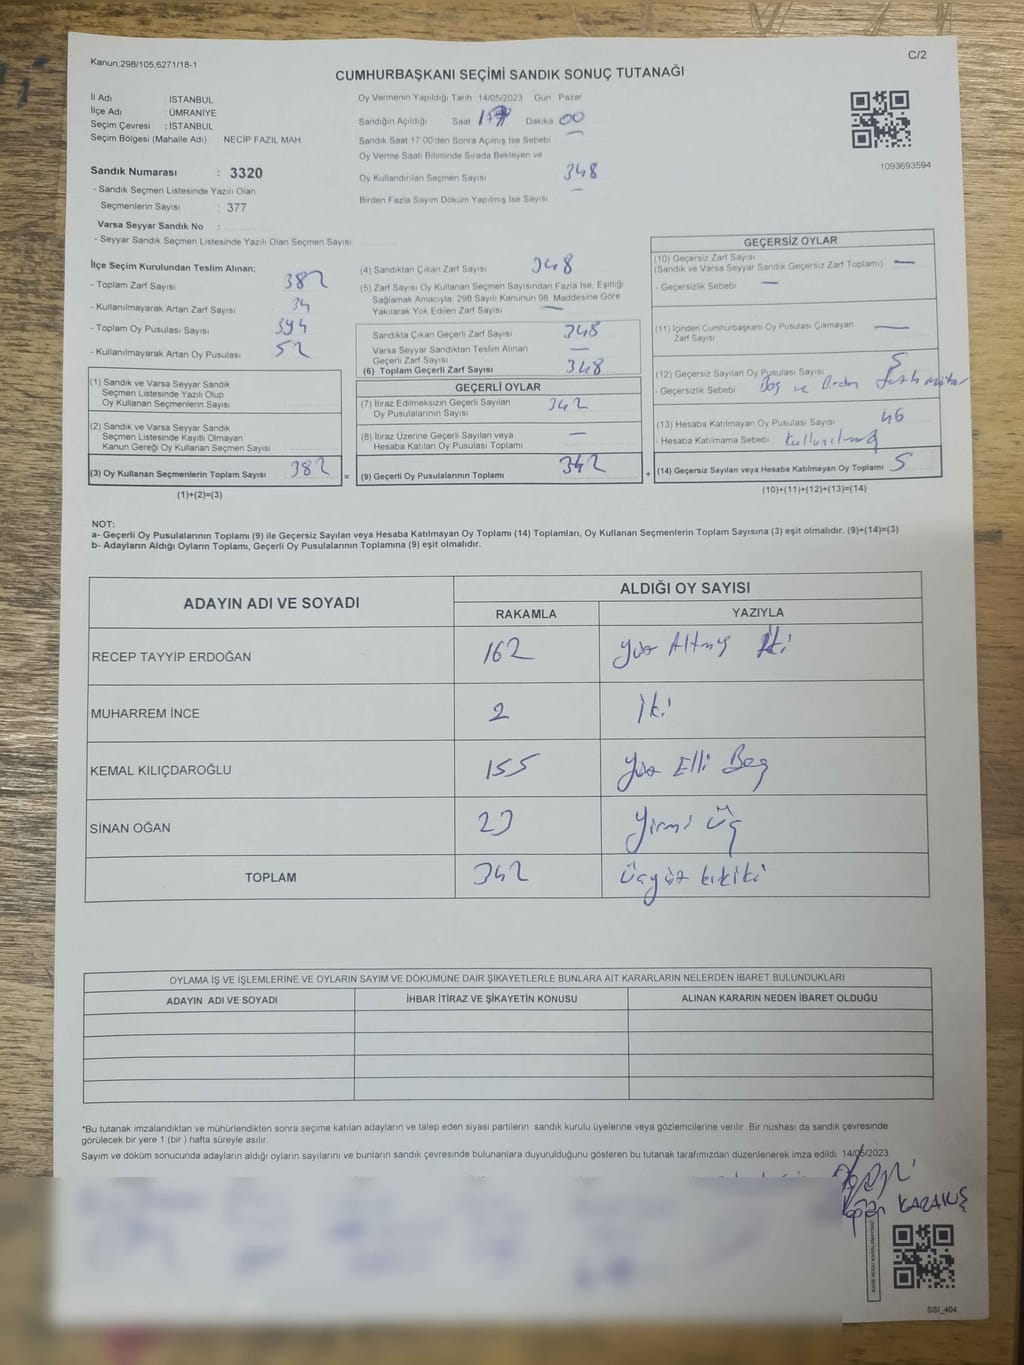 Kanun;298/105,6271/18-1
C/2
CUMHURBAŞKANI SEÇİMİ SANDIK SONUÇ TUTANAĞI
İl Adı : İSTANBUL
İlçe Adı : ÜMRANİYE
Seçim Çevresi : İSTANBUL
Seçim Bölgesi (Mahalle Adı) : NECİP FAZIL MAH
Sandık Numarası : 3320
- Sandık Seçmen Listesinde Yazılı Olan
Seçmenlerin Sayısı : 377
Varsa Seyyar Sandık No :
- Seyyar Sandık Seçmen Listesinde Yazılı Olan Seçmen Sayısı
Oy Vermenin Yapıldığı Tarih 14/05/2023 Gün Pazar
Sandığın Açıldığı Saat Dakika 00
Sandık Saat 17:00'den Sonra Açımış İse Sebebi
Oy Verme Saati Bitiminde Sırada Bekleyen ve
Oy Kullandırılan Seçmen Sayısı 348
Birden Fazla Sayım Döküm Yapılmış İse Sayısı —
1093693594
İlçe Seçim Kurulundan Teslim Alınan;
- Toplam Zarf Sayısı 382
- Kullanılmayarak Artan Zarf Sayısı 34
- Toplam Oy Pusulası Sayısı 394
- Kullanılmayarak Artan Oy Pusulası 52
(1) Sandık ve Varsa Seyyar Sandık
Seçmen Listesinde Yazılı Olup
Oy Kullanan Seçmenlerin Sayısı
(2) Sandık ve Varsa Seyyar Sandık
Seçmen Listesinde Kayıtlı Olmayan
Kanun Gereği Oy Kullanan Seçmen Sayısı
(3) Oy Kullanan Seçmenlerin Toplam Sayısı 382 =
(1)+(2)=(3)
(4) Sandıktan Çıkan Zarf Sayısı 348
(5) Zarf Sayısı Oy Kullanan Seçmen Sayısından Fazla İse, Eşitliği
Sağlamak Amacıyla, 298 Sayılı Kanunun 98. Maddesine Göre
Yakılarak Yok Edilen Zarf Sayısı —
Sandıkta Çıkan Geçerli Zarf Sayısı 348
Varsa Seyyar Sandıktan Teslim Alınan
Geçerli Zarf Sayısı —
(6) Toplam Geçerli Zarf Sayısı 348
GEÇERLİ OYLAR
(7) İtiraz Edilmeksizin Geçerli Sayılan
Oy Pusulalarının Sayısı 342
(8) İtiraz Üzerine Geçerli Sayılan veya
Hesaba Katılan Oy Pusulası Toplamı —
(9) Geçerli Oy Pusulalarının Toplamı 342 +
GEÇERSİZ OYLAR
(10) Geçersiz Zarf Sayısı
(Sandık ve Varsa Seyyar Sandık Geçersiz Zarf Toplamı) —
- Geçersizlik Sebebi —
(11) İçinden Cumhurbaşkanı Oy Pusulası Çıkmayan
Zarf Sayısı —
(12) Geçersiz Sayılan Oy Pusulası Sayısı 5
- Geçersizlik Sebebi Boş ve Birden
(13) Hesaba Katılmayan Oy Pusulası Sayısı 46
- Hesaba Katılmama Sebebi
(14) Geçersiz Sayılan veya Hesaba Katılmayan Oy Toplamı 5
(10)+(11)+(12)+(13)=(14)
NOT:
a- Geçerli Oy Pusulalarının Toplamı (9) ile Geçersiz Sayılan veya Hesaba Katılmayan Oy Toplamı (14) Toplamları, Oy Kullanan Seçmenlerin Toplam Sayısına (3) eşit olmalıdır. (9)+(14)=(3)
b- Adayların Aldığı Oyların Toplamı, Geçerli Oy Pusulalarının Toplamına (9) eşit olmalıdır.
ADAYIN ADI VE SOYADI ALDIĞI OY SAYISI
RAKAMLA YAZIYLA
RECEP TAYYİP ERDOĞAN 162 Yüz Altmış İki
MUHARREM İNCE 2 İki
KEMAL KILIÇDAROĞLU 155 Yüz Elli Beş
SİNAN OĞAN 23 Yirmi üç
TOPLAM 342 Üçyüz kırkiki
OYLAMA İŞ VE İŞLEMLERİNE VE OYLARIN SAYIM VE DÖKÜMÜNE DAİR ŞİKAYETLERLE BUNLARA AİT KARARLARIN NELERDEN İBARET BULUNDUKLARI
ADAYIN ADI VE SOYADI İHBAR İTİRAZ VE ŞİKAYETİN KONUSU ALINAN KARARIN NEDEN İBARET OLDUĞU
*Bu tutanak imzalandıktan ve mühürlendikten sonra seçime katılan adayların ve talep eden siyasi partilerin sandık kurulu üyelerine veya gözlemcilerine verilir. Bir nüshası da sandık çevresinde
görülecek bir yere 1 (bir ) hafta süreyle asılır.
Sayım ve döküm sonucunda adayların aldığı oyların sayılarını ve bunların sandık çevresinde bulunanlara duyurulduğunu gösteren bu tutanak tarafımızdan düzenlenerek imza edildi. 14/05/2023
KARAKUŞ
SSI_404